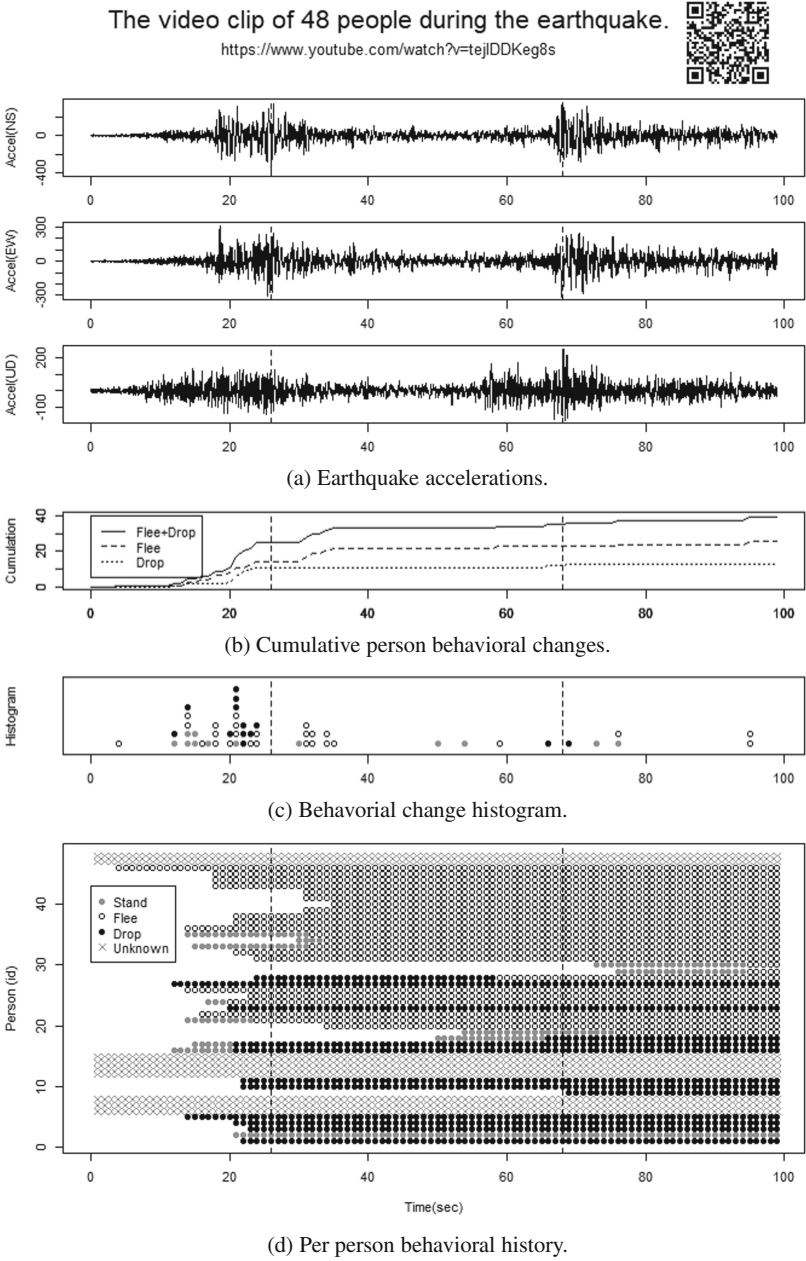 The video clip of 48 people during the earthquake.
https://www.youtube.com/watch?v=tejIDDKeg8s
Accel(NS)
0
-400
0 20 40 60 80 100
Accel(EW)
300
0
-300
0 20 40 60 80 100
Accel(UD)
200
-100
0 20 40 60 80 100
(a) Earthquake accelerations.
Cumulation
40
20
0
Flee+Drop
Flee
Drop
0 20 40 60 80 100
(b) Cumulative person behavioral changes.
Histogram
0 20 40 60 80 100
(c) Behavorial change histogram.
Person (id)
40
30
20
10
0
Stand
Flee
Drop
Unknown
0 20 40 60 80 100
Time(sec)
(d) Per person behavioral history.